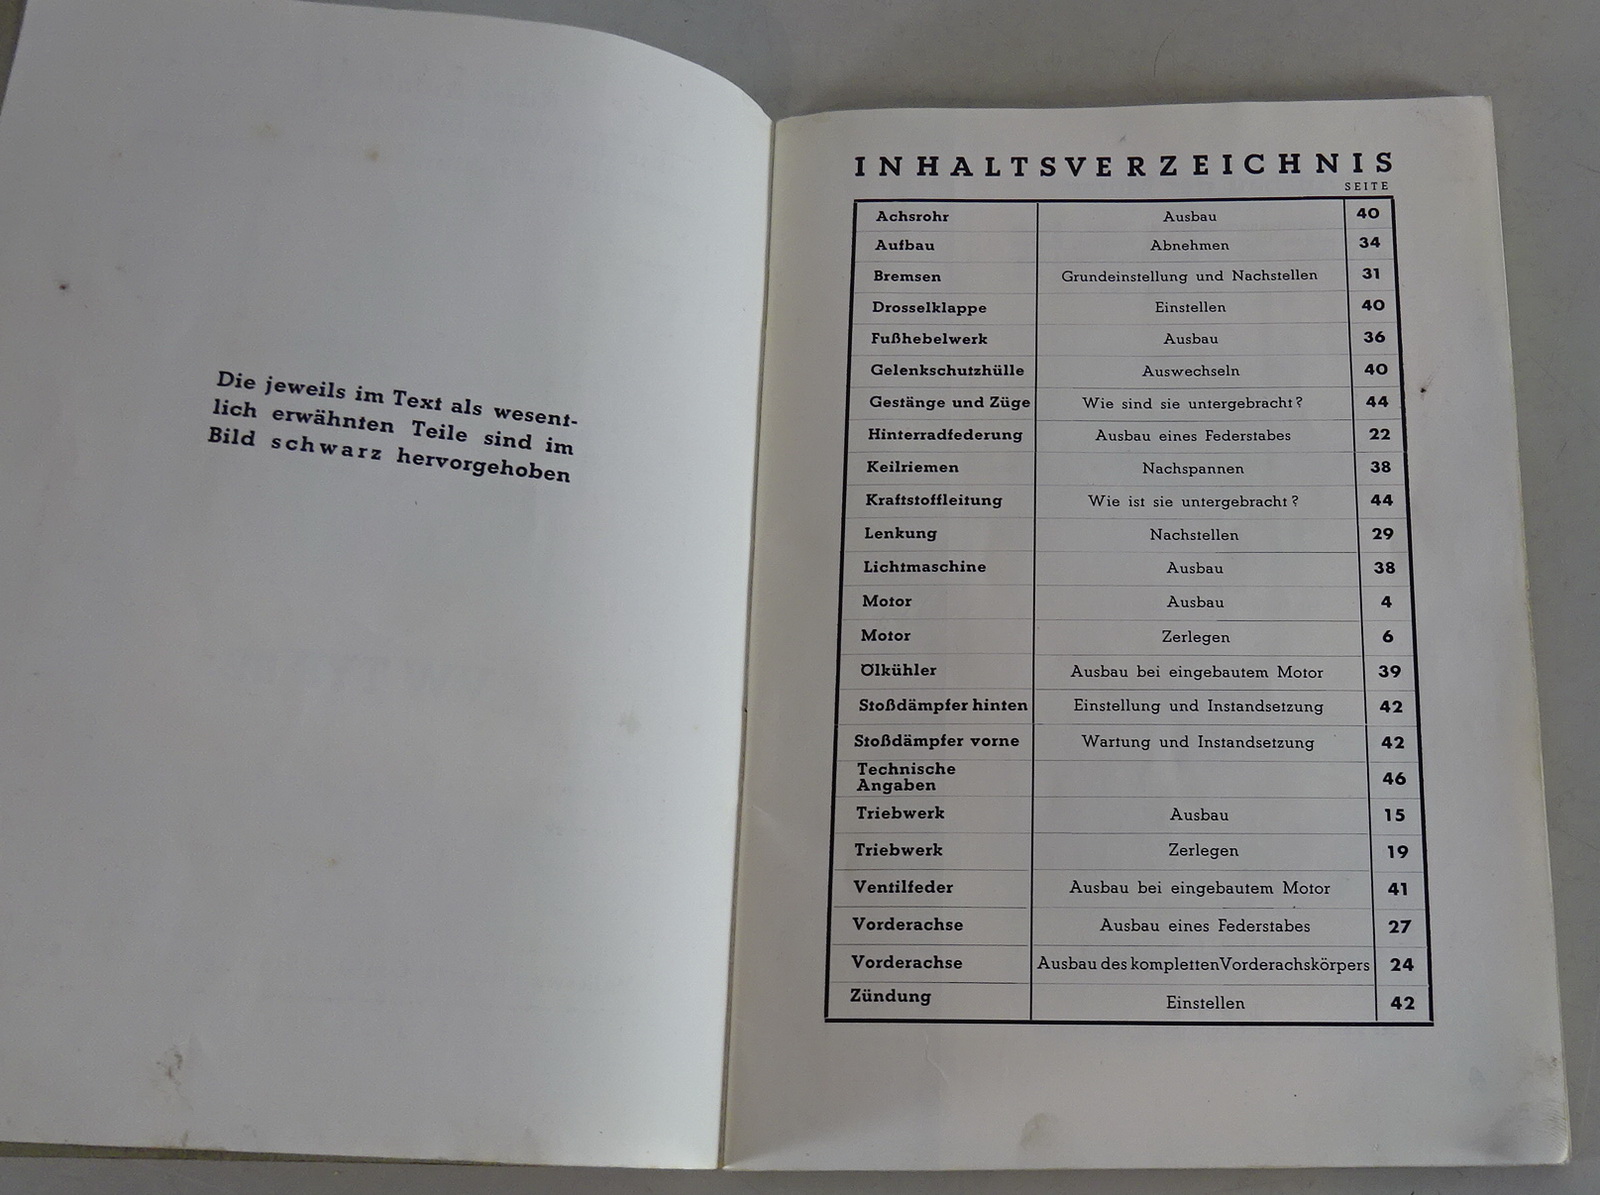 Die jeweils im Text als wesent-
lich erwähnten Teile sind im
Bild schwarz hervorgehoben
INHALTSVERZEICHNIS
SEITE
Achsrohr Ausbau 40
Aufbau Abnehmen 34
Bremsen Grundeinstellung und Nachstellen 31
Drosselklappe Einstellen 40
Fußhebelwerk Ausbau 36
Gelenkschutzhülle Auswechseln 40
Gestänge und Züge Wie sind sie untergebracht? 44
Hinterradfederung Ausbau eines Federstabes 22
Keilriemen Nachspannen 38
Kraftstoffleitung Wie ist sie untergebracht? 44
Lenkung Nachstellen 29
Lichtmaschine Ausbau 38
Motor Ausbau 4
Motor Zerlegen 6
Ölkühler Ausbau bei eingebautem Motor 39
Stoßdämpfer hinten Einstellung und Instandsetzung 42
Stoßdämpfer vorne Wartung und Instandsetzung 42
Technische
Angaben 46
Triebwerk Ausbau 15
Triebwerk Zerlegen 19
Ventilfeder Ausbau bei eingebautem Motor 41
Vorderachse Ausbau eines Federstabes 27
Vorderachse Ausbau des kompletten Vorderachskörpers 24
Zündung Einstellen 42